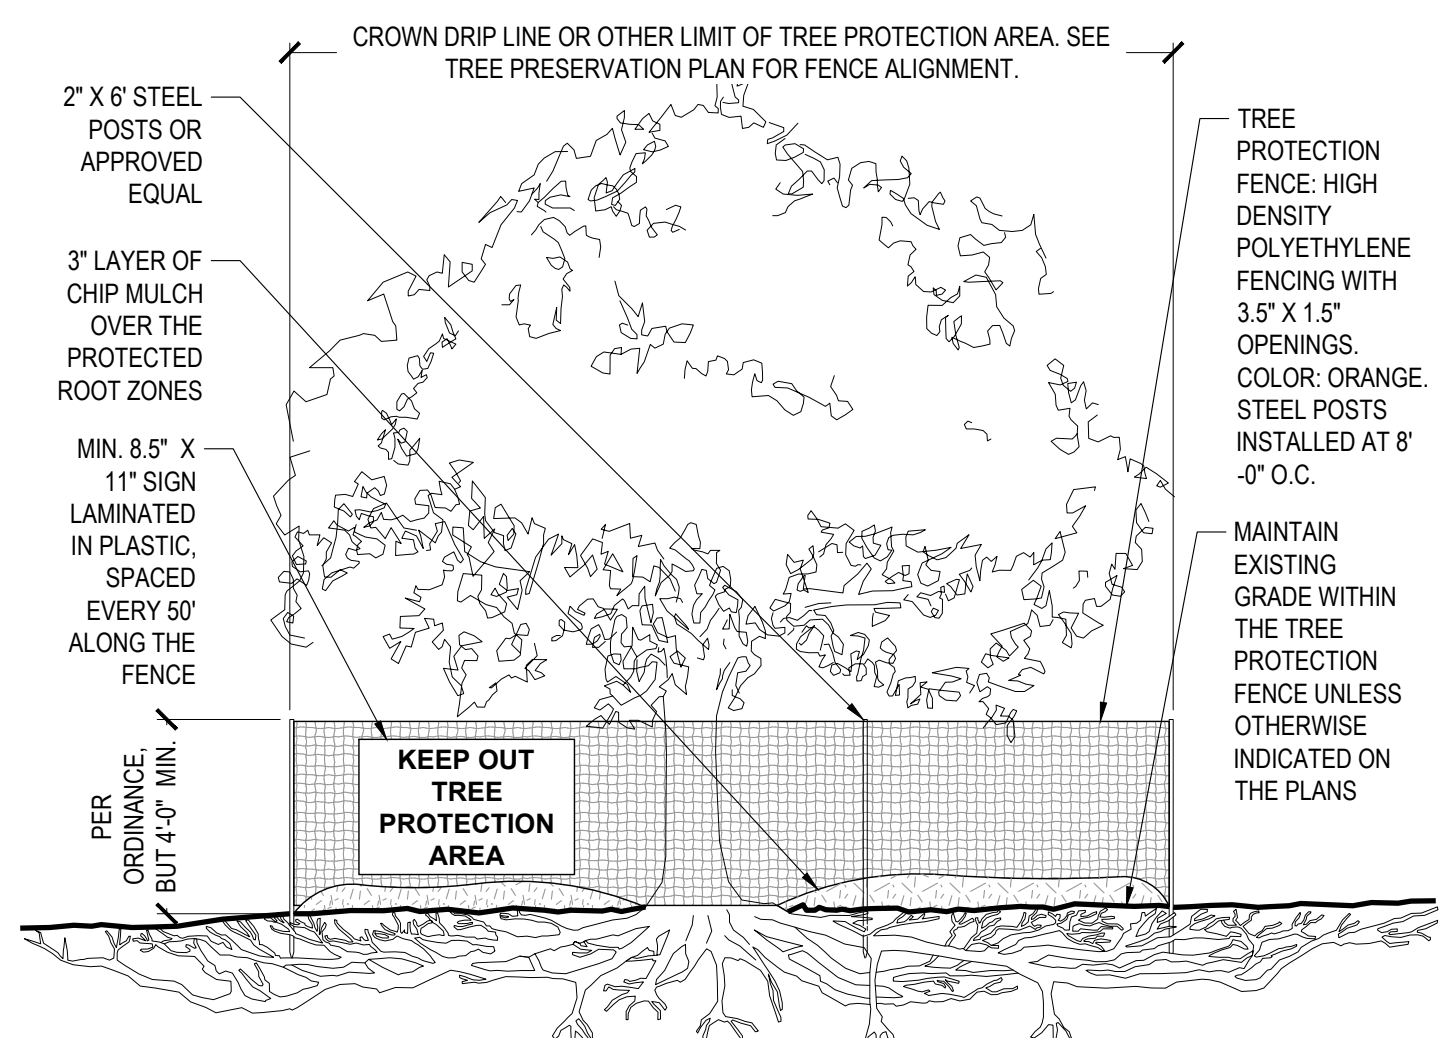 CROWN DRIP LINE OR OTHER LIMIT OF TREE PROTECTION AREA. SEE
TREE PRESERVATION PLAN FOR FENCE ALIGNMENT.
2" X 6' STEEL
POSTS OR
APPROVED
EQUAL
3" LAYER OF
CHIP MULCH
OVER THE
PROTECTED
ROOT ZONES
MIN. 8.5" X
11" SIGN
LAMINATED
IN PLASTIC,
SPACED
EVERY 50'
ALONG THE
FENCE
PER
ORDINANCE,
BUT 4'-0" MIN.
KEEP OUT
TREE
PROTECTION
AREA
TREE
PROTECTION
FENCE: HIGH
DENSITY
POLYETHYLENE
FENCING WITH
3.5" X 1.5"
OPENINGS.
COLOR: ORANGE.
STEEL POSTS
INSTALLED AT 8'
-0" O.C.
MAINTAIN
EXISTING
GRADE WITHIN
THE TREE
PROTECTION
FENCE UNLESS
OTHERWISE
INDICATED ON
THE PLANS